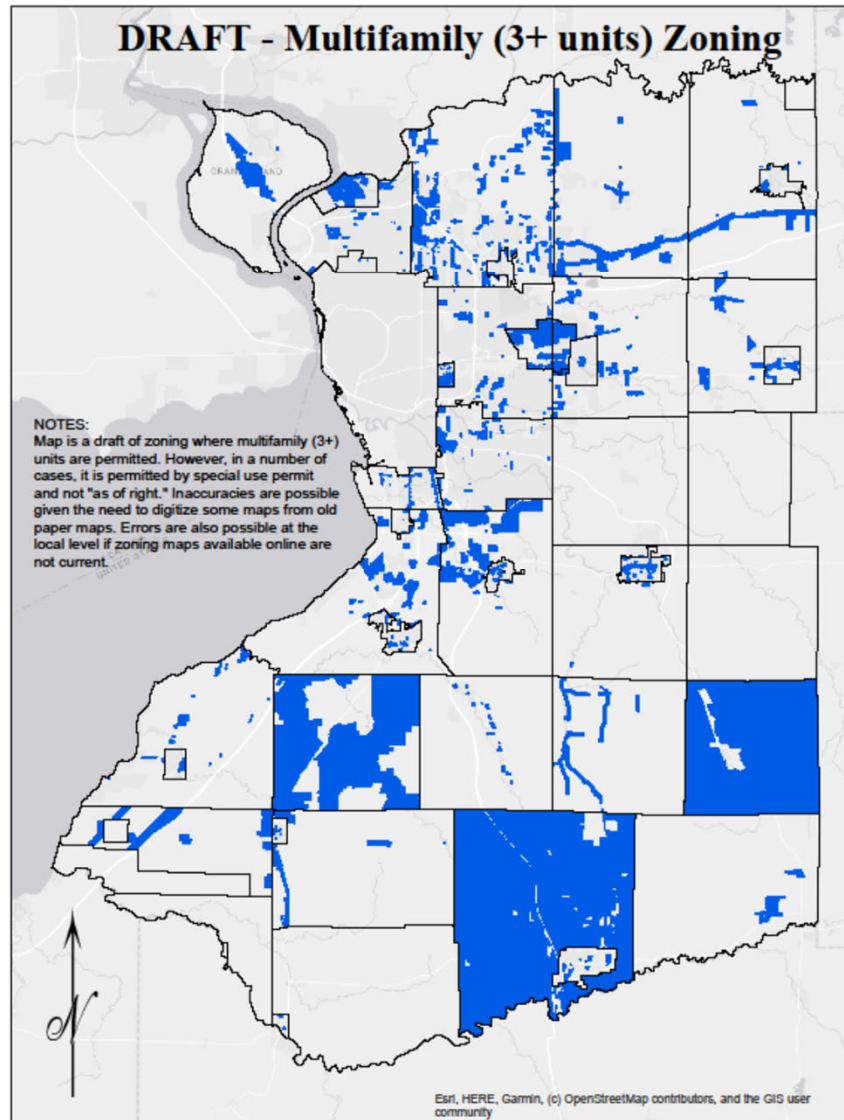 DRAFT - Multifamily (3+ units) Zoning
NOTES:
Map is a draft of zoning where multifamily (3+)
units are permitted. However, in a number of
cases, it is permitted by special use permit
and not "as of right." Inaccuracies are possible
given the need to digitize some maps from old
paper maps. Errors are also possible at the
local level if zoning maps available online are
not current.
N
Esri, HERE, Garmin, (c) OpenStreetMap contributors, and the GIS user
community